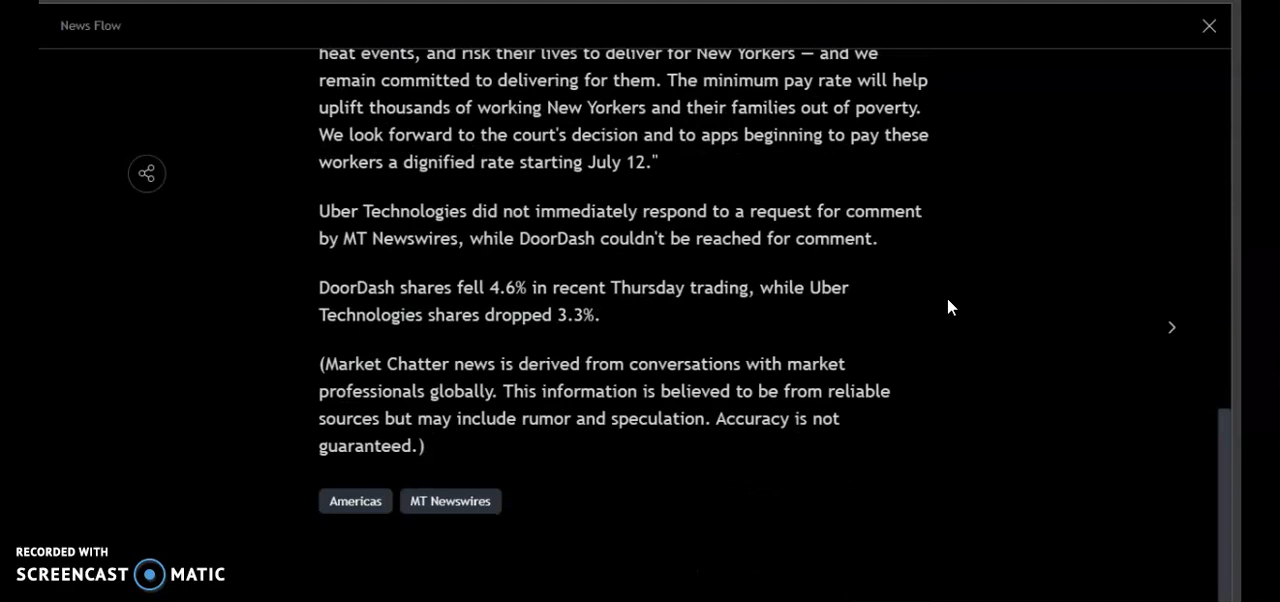 News Flow
heat events, and risk their lives to deliver for New Yorkers — and we
remain committed to delivering for them. The minimum pay rate will help
uplift thousands of working New Yorkers and their families out of poverty.
We look forward to the court's decision and to apps beginning to pay these
workers a dignified rate starting July 12."
Uber Technologies did not immediately respond to a request for comment
by MT Newswires, while DoorDash couldn't be reached for comment.
DoorDash shares fell 4.6% in recent Thursday trading, while Uber
Technologies shares dropped 3.3%.
(Market Chatter news is derived from conversations with market
professionals globally. This information is believed to be from reliable
sources but may include rumor and speculation. Accuracy is not
guaranteed.)
Americas MT Newswires
RECORDED WITH
SCREENCAST MATIC